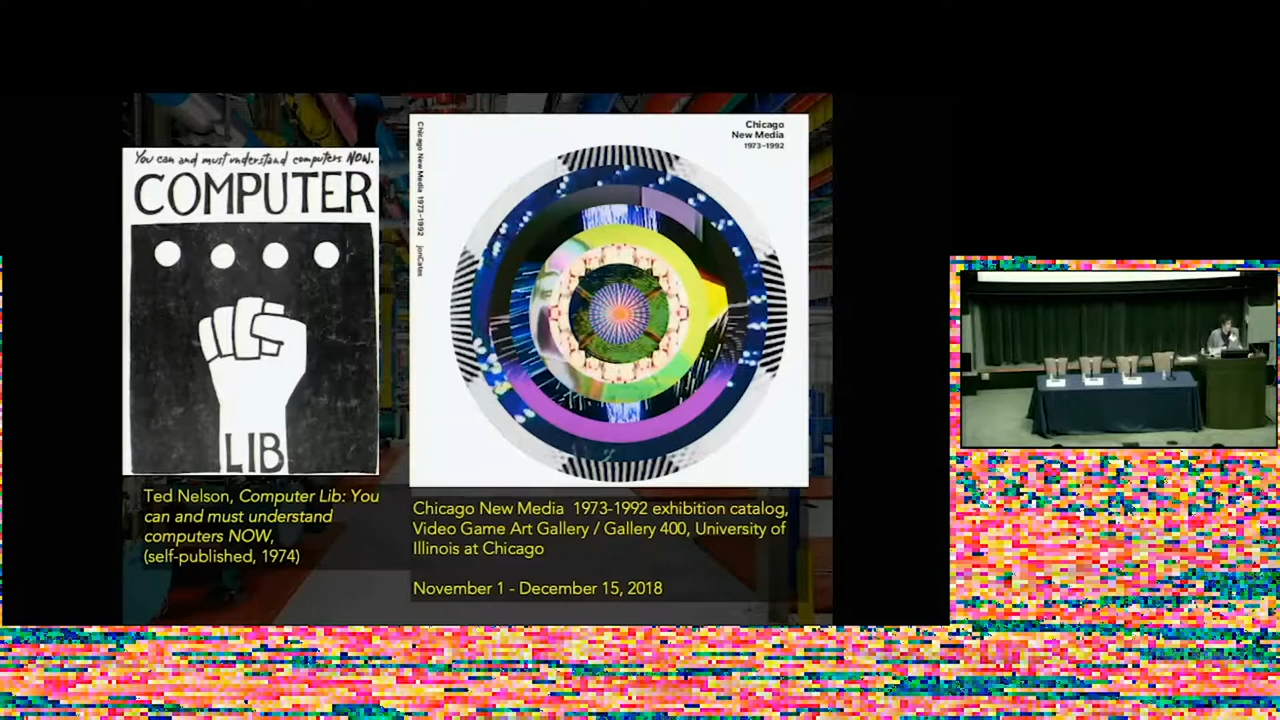 You can and must understand computers NOW.
COMPUTER
LIB
Chicago New Media 1973-1992 jonCates
Chicago
New Media
1973-1992
Ted Nelson, Computer Lib: You
can and must understand
computers NOW,
(self-published, 1974)
Chicago New Media 1973-1992 exhibition catalog,
Video Game Art Gallery / Gallery 400, University of
Illinois at Chicago
November 1 - December 15, 2018